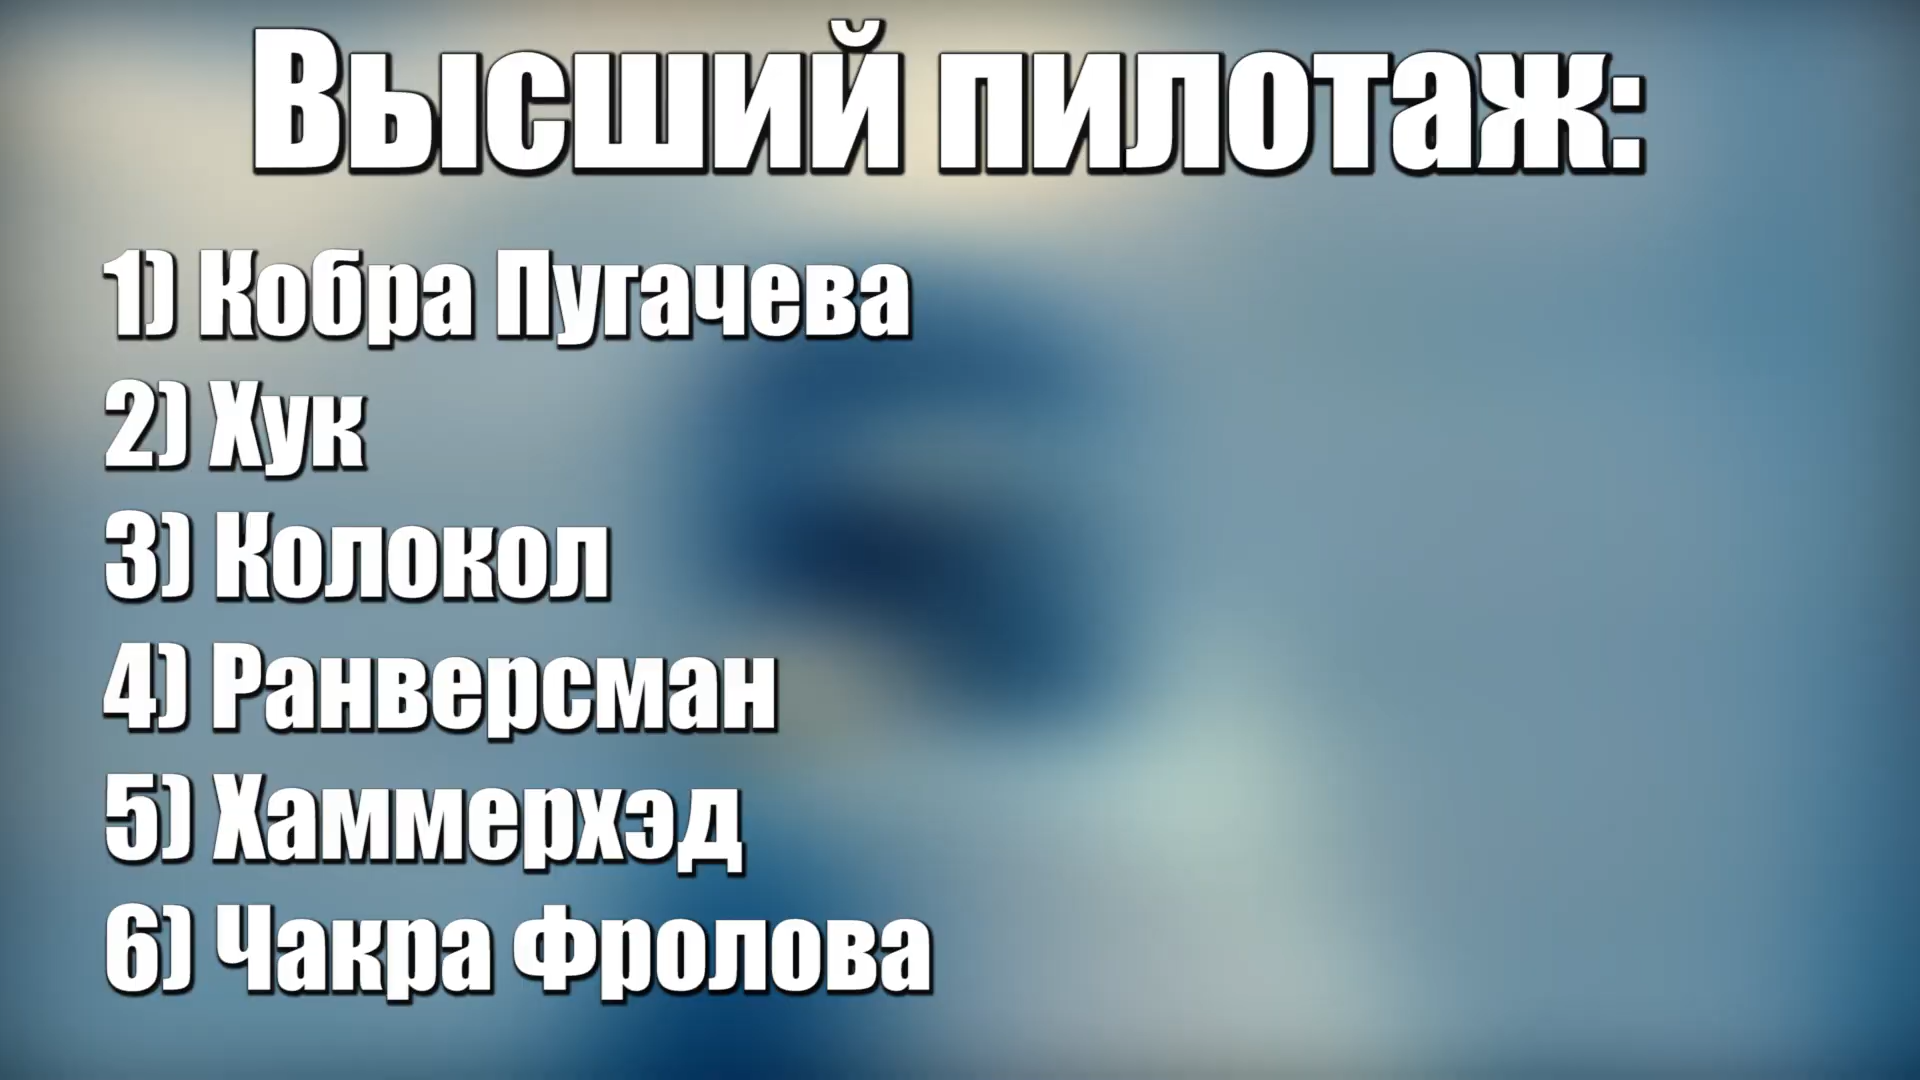 Высший пилотаж:
1) Кобра Пугачева
2) Хук
3) Колокол
4) Ранверсман
5) Хаммерхэд
6) Чакра Фролова